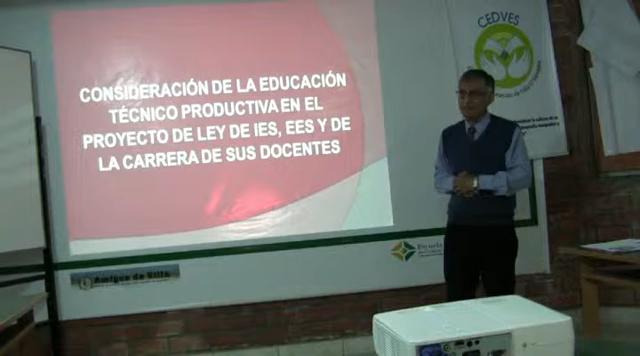 CONSIDERACIÓN DE LA EDUCACIÓN
TÉCNICO PRODUCTIVA EN EL
PROYECTO DE LEY DE IES, EES Y DE
LA CARRERA DE SUS DOCENTES
CEDVES
Escuela
Amigos de Villa